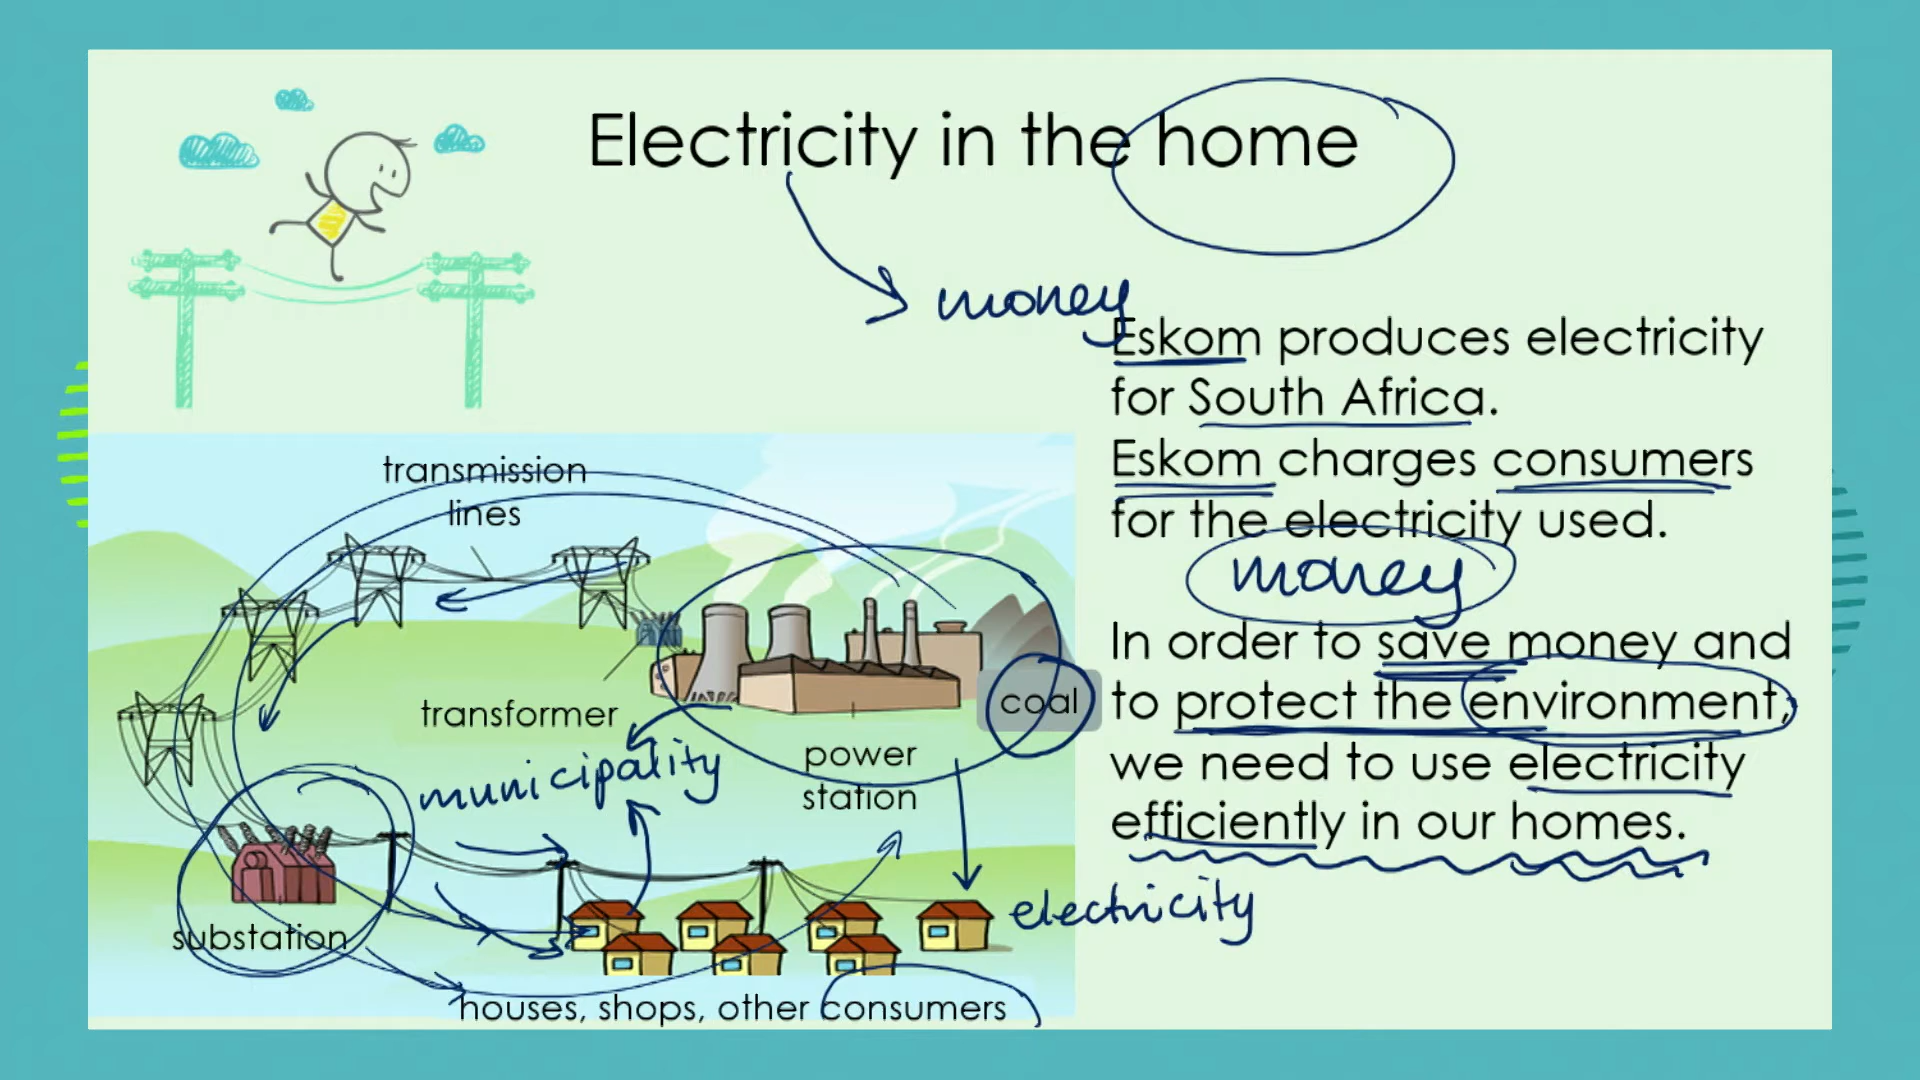 Electricity in the home
money
Eskom produces electricity
for South Africa.
Eskom charges consumers
for the electricity used.
money
In order to save money and
to protect the environment,
we need to use electricity
efficiently in our homes.
transmission
lines
transformer
coal
power
station
municipality
substation
electricity
houses, shops, other consumers